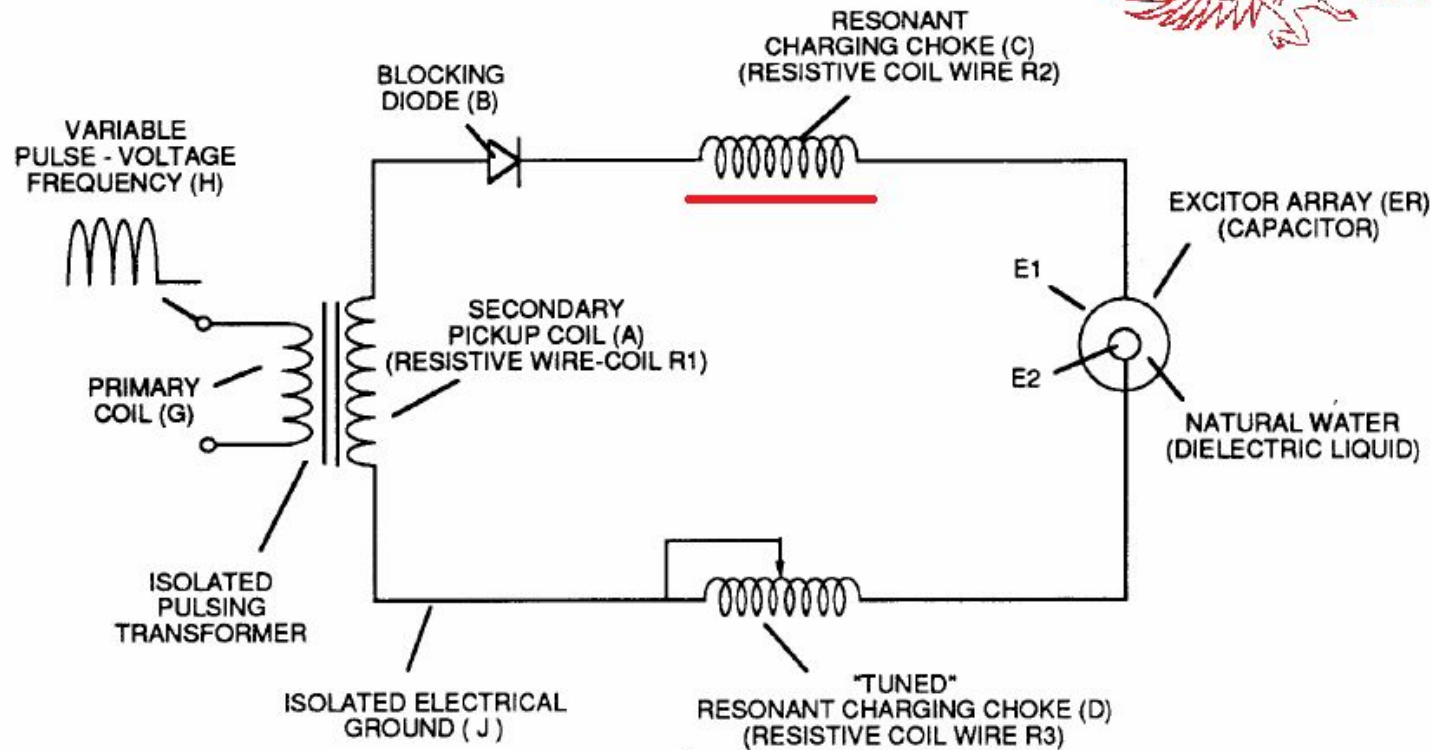 RESONANT
CHARGING CHOKE (C)
(RESISTIVE COIL WIRE R2)
BLOCKING
DIODE (B)
VARIABLE
PULSE - VOLTAGE
FREQUENCY (H)
EXCITOR ARRAY (ER)
(CAPACITOR)
E1
SECONDARY
PICKUP COIL (A)
(RESISTIVE WIRE-COIL R1)
E2
PRIMARY
COIL (G)
NATURAL WATER
(DIELECTRIC LIQUID)
ISOLATED
PULSING
TRANSFORMER
ISOLATED ELECTRICAL
GROUND ( J )
"TUNED"
RESONANT CHARGING CHOKE (D)
(RESISTIVE COIL WIRE R3)